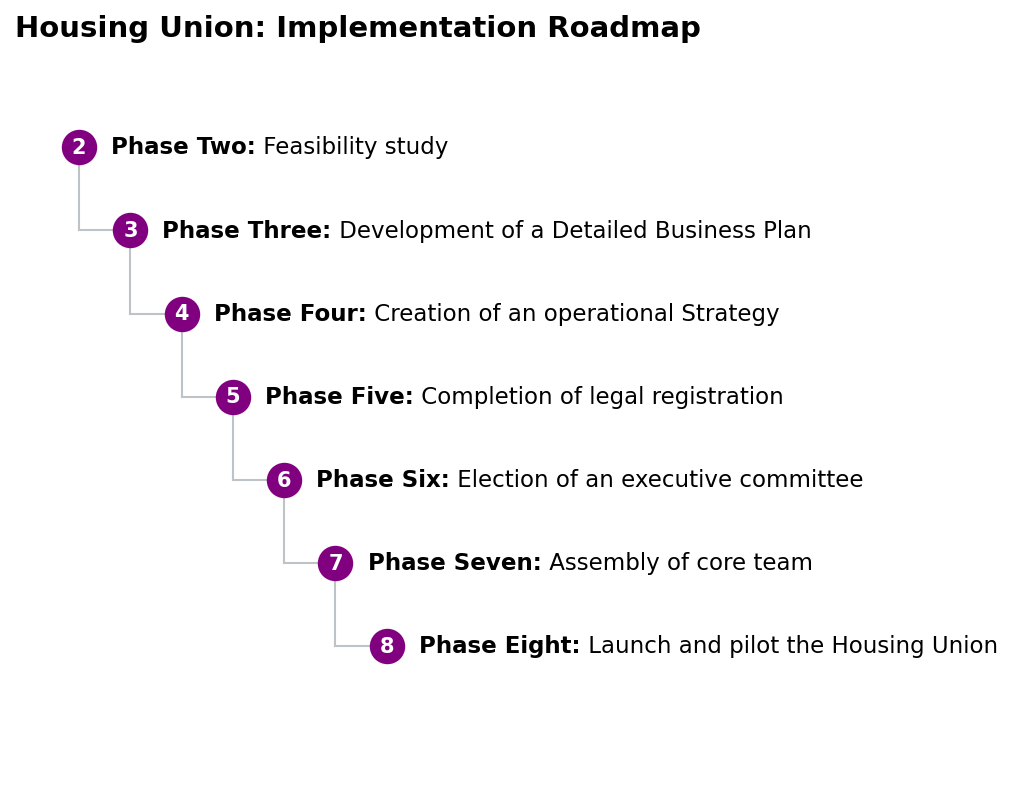 Housing Union: Implementation Roadmap
2 Phase Two: Feasibility study
3 Phase Three: Development of a Detailed Business Plan
4 Phase Four: Creation of an operational Strategy
5 Phase Five: Completion of legal registration
6 Phase Six: Election of an executive committee
7 Phase Seven: Assembly of core team
8 Phase Eight: Launch and pilot the Housing Union